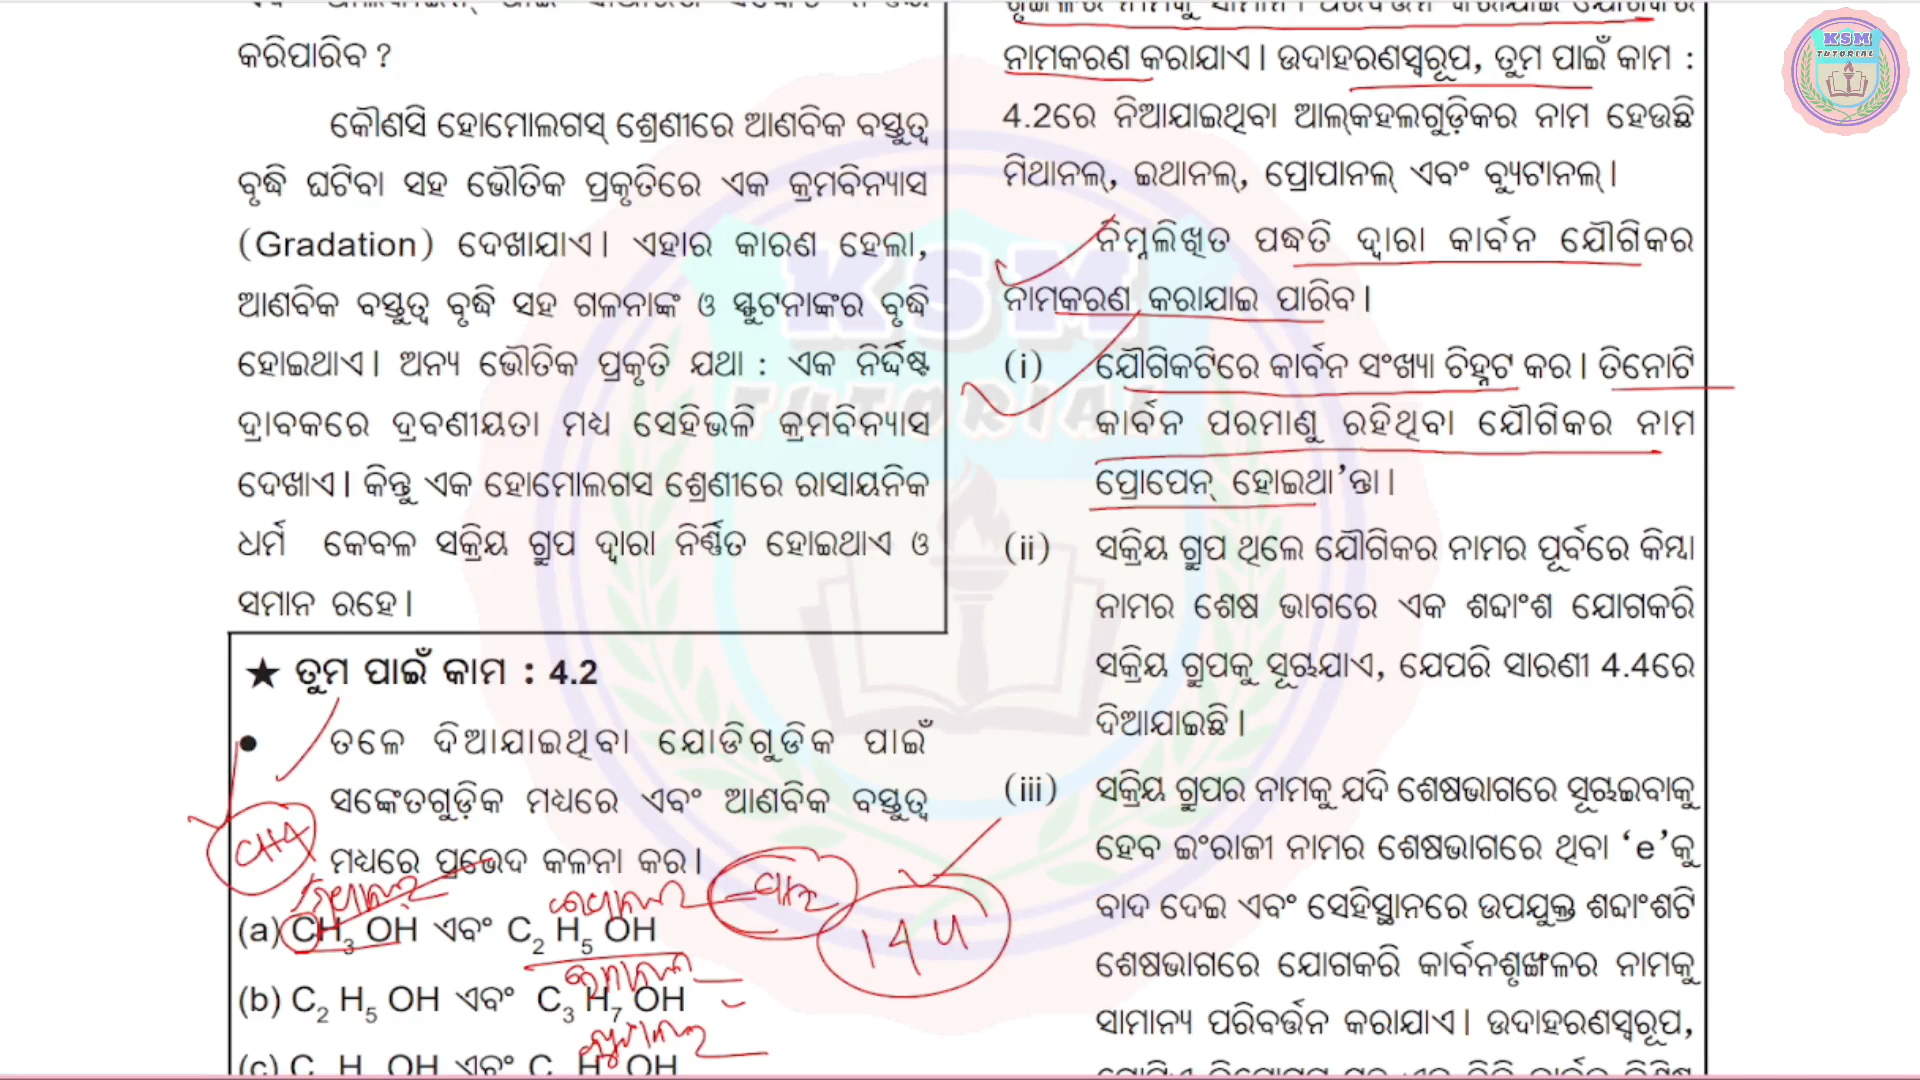 କରିପାରିବ ?
କୌଣସି ହୋମୋଲଗସ୍ ଶ୍ରେଣୀରେ ଆଣବିକ ବସ୍ତୁତ୍ୱ
ବୃଦ୍ଧି ଘଟିବା ସହ ଭୌତିକ ପ୍ରକୃତିରେ ଏକ କ୍ରମବିନ୍ୟାସ
(Gradation) ଦେଖାଯାଏ। ଏହାର କାରଣ ହେଲା,
ଆଣବିକ ବସ୍ତୁତ୍ୱ ବୃଦ୍ଧି ସହ ଗଳନାଙ୍କ ଓ ସ୍ଫୁଟନାଙ୍କର ବୃଦ୍ଧି
ହୋଇଥାଏ। ଅନ୍ୟ ଭୌତିକ ପ୍ରକୃତି ଯଥା : ଏକ ନିର୍ଦ୍ଦିଷ୍ଟ
ଦ୍ରାବକରେ ଦ୍ରବଣୀୟତା ମଧ୍ୟ ସେହିଭଳି କ୍ରମବିନ୍ୟାସ
ଦେଖାଏ। କିନ୍ତୁ ଏକ ହୋମୋଲଗସ ଶ୍ରେଣୀରେ ରାସାୟନିକ
ଧର୍ମ କେବଳ ସକ୍ରିୟ ଗ୍ରୁପ ଦ୍ୱାରା ନିର୍ଣ୍ଣିତ ହୋଇଥାଏ ଓ
ସମାନ ରହେ।
★ ତୁମ ପାଇଁ କାମ : 4.2
● ତଳେ ଦିଆଯାଇଥିବା ଯୋଡିଗୁଡିକ ପାଇଁ
ସଙ୍କେତଗୁଡ଼ିକ ମଧ୍ୟରେ ଏବଂ ଆଣବିକ ବସ୍ତୁତ୍ୱ
ମଧ୍ୟରେ ପ୍ରଭେଦ କଳନା କର।
CH4
CH2
14 u
(a) CH3 OH ଏବଂ C2 H5 OH
(b) C2 H5 OH ଏବଂ C3 H7 OH
ନାମକରଣ କରାଯାଏ। ଉଦାହରଣସ୍ୱରୂପ, ତୁମ ପାଇଁ କାମ :
4.2ରେ ନିଆଯାଇଥିବା ଆଲ୍‌କହଲଗୁଡ଼ିକର ନାମ ହେଉଛି
ମିଥାନଲ୍, ଇଥାନଲ୍, ପ୍ରୋପାନଲ୍ ଏବଂ ବ୍ୟୁଟାନଲ୍।
ନିମ୍ନଲିଖିତ ପଦ୍ଧତି ଦ୍ୱାରା କାର୍ବନ ଯୌଗିକର
ନାମକରଣ କରାଯାଇ ପାରିବ।
(i) ଯୌଗିକଟିରେ କାର୍ବନ ସଂଖ୍ୟା ଚିହ୍ନଟ କର। ତିନୋଟି
କାର୍ବନ ପରମାଣୁ ରହିଥିବା ଯୌଗିକର ନାମ
ପ୍ରୋପେନ୍ ହୋଇଥା'ନ୍ତା।
(ii) ସକ୍ରିୟ ଗ୍ରୁପ ଥିଲେ ଯୌଗିକର ନାମର ପୂର୍ବରେ କିମ୍ବା
ନାମର ଶେଷ ଭାଗରେ ଏକ ଶବ୍ଦାଂଶ ଯୋଗକରି
ସକ୍ରିୟ ଗ୍ରୁପକୁ ସୂଚାଯାଏ, ଯେପରି ସାରଣୀ 4.4ରେ
ଦିଆଯାଇଛି।
(iii) ସକ୍ରିୟ ଗ୍ରୁପର ନାମକୁ ଯଦି ଶେଷଭାଗରେ ସୂଚାଇବାକୁ
ହେବ ଇଂରାଜୀ ନାମର ଶେଷଭାଗରେ ଥିବା ‘e’କୁ
ବାଦ ଦେଇ ଏବଂ ସେହିସ୍ଥାନରେ ଉପଯୁକ୍ତ ଶବ୍ଦାଂଶଟି
ଶେଷଭାଗରେ ଯୋଗକରି କାର୍ବନଶୃଙ୍ଖଳର ନାମକୁ
ସାମାନ୍ୟ ପରିବର୍ତ୍ତନ କରାଯାଏ। ଉଦାହରଣସ୍ୱରୂପ,
KSM
TUTORIAL
KSM
TUTORIAL